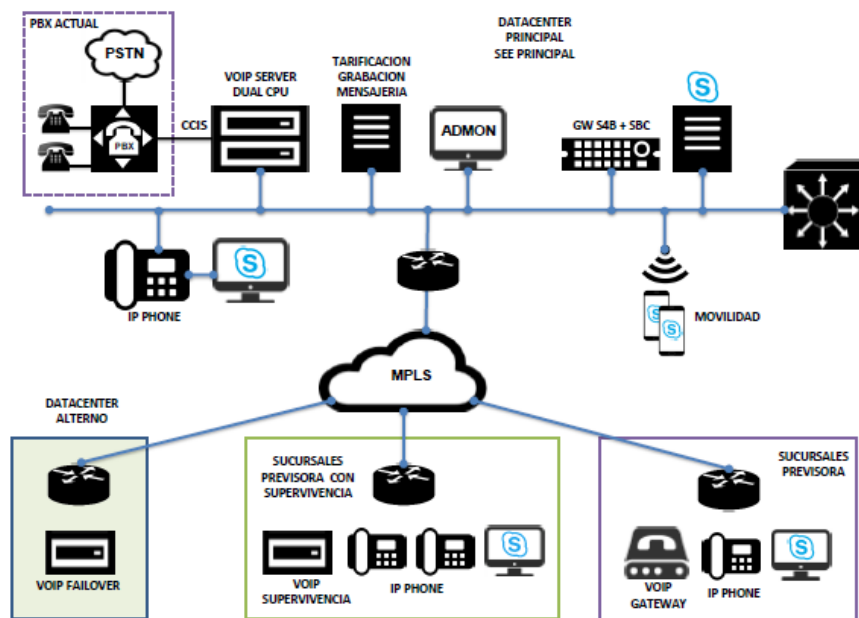 PBX ACTUAL
PSTN
PBX
CCIS
VOIP SERVER
DUAL CPU
TARIFICACION
GRABACION
MENSAJERIA
DATACENTER
PRINCIPAL
SEE PRINCIPAL
ADMON
GW S4B + SBC
S
IP PHONE
S
S
S
MOVILIDAD
MPLS
DATACENTER
ALTERNO
VOIP FAILOVER
SUCURSALES
PREVISORA CON
SUPERVIVENCIA
VOIP
SUPERVIVENCIA
IP PHONE
S
SUCURSALES
PREVISORA
VOIP
GATEWAY
IP PHONE
S